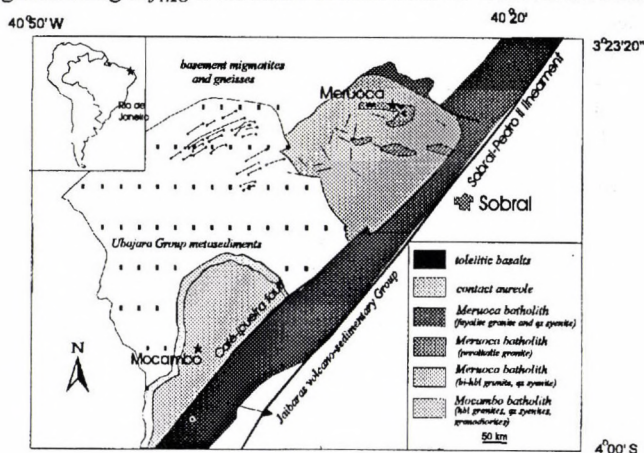 40°50' W
40°20'
3°23'20"
4°00' S
Rio de
Janeiro
basement migmatites
and gneisses
Meruoca
Sobral-Pedro II lineament
Sobral
Ubajara Group metasediments
Mocambo
Café-Ipueira fault
Jaibaras volcano-sedimentary Group
N
toleitic basalts
contact aureole
Meruoca batholith
(fayalite granite and qz syenite)
Meruoca batholith
(peralkalic granite)
Meruoca batholith
(bi-hbl granite, qz syenite)
Mocambo batholith
(hbl granites, qz syenites,
granodiorites)
50 km